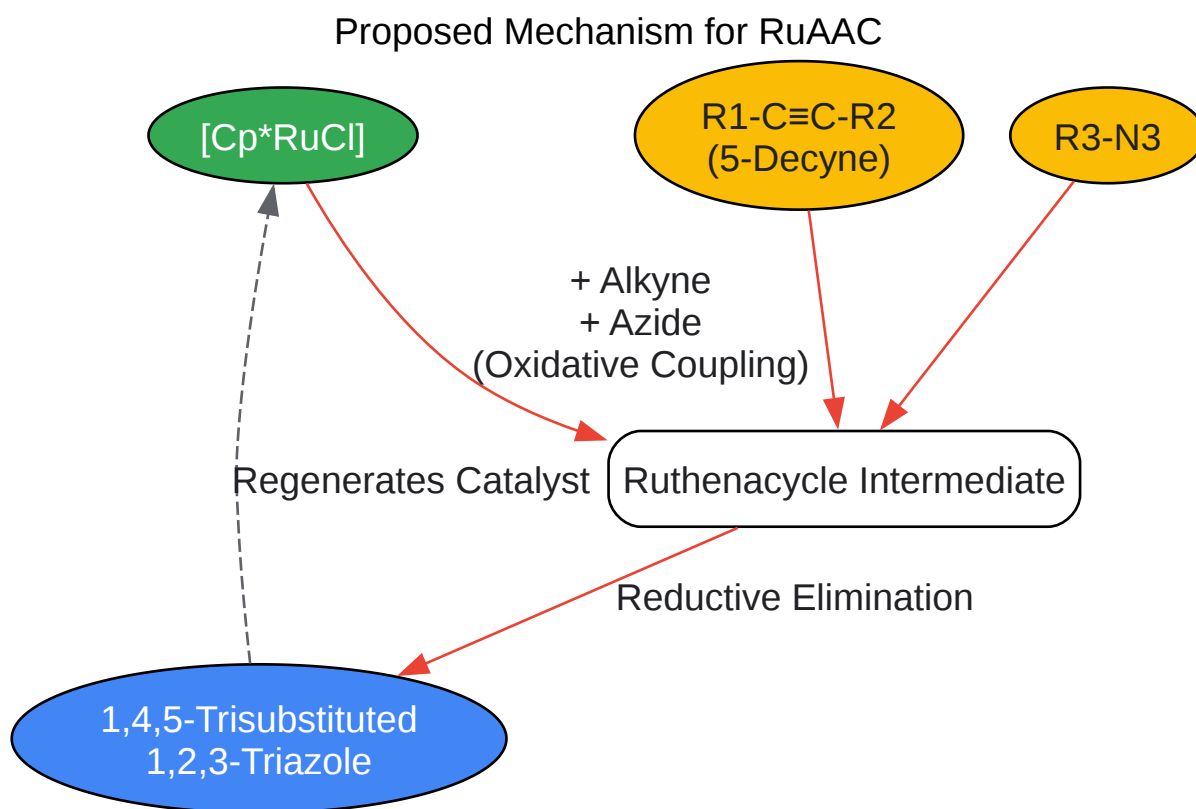 Proposed Mechanism for RuAAC
[Cp*RuCl]
R1-C≡C-R2
(5-Decyne)
R3-N3
+ Alkyne
+ Azide
(Oxidative Coupling)
Regenerates Catalyst
Ruthenacycle Intermediate
Reductive Elimination
1,4,5-Trisubstituted
1,2,3-Triazole